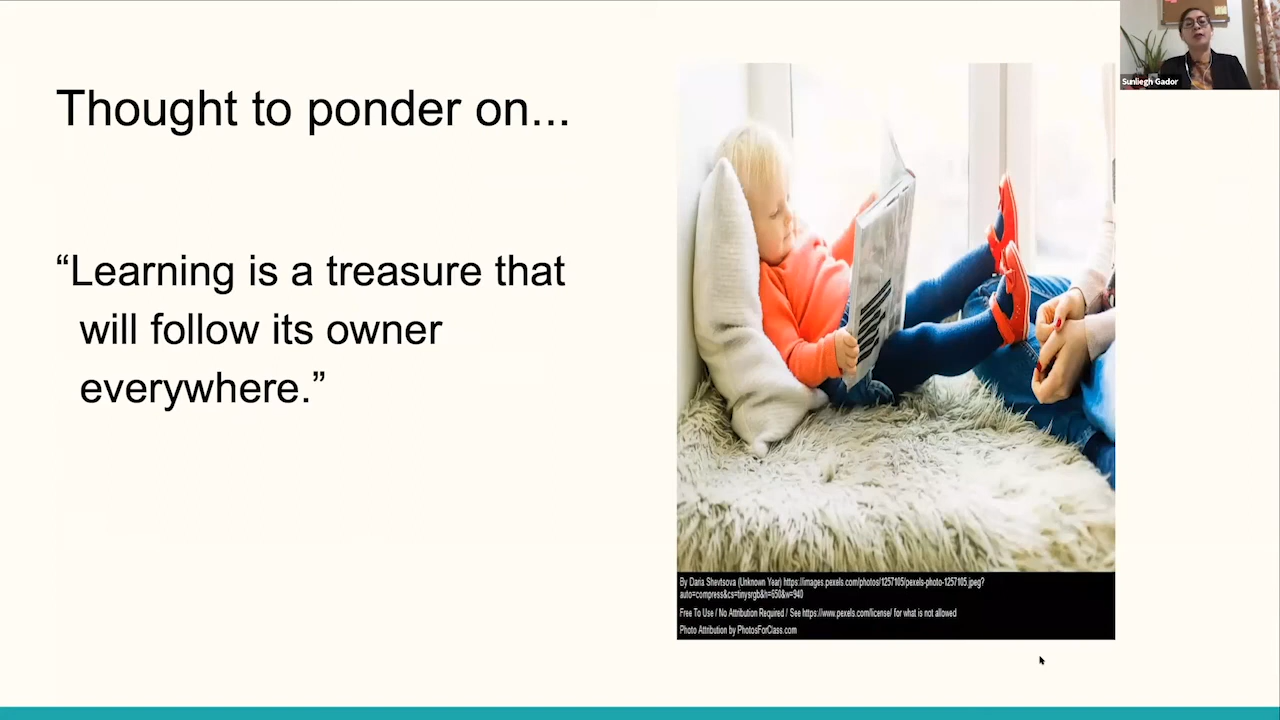 Thought to ponder on...
“Learning is a treasure that
will follow its owner
everywhere.”
Sunliegh Gador
By Daria Shevtsova (Unknown Year) https://images.pexels.com/photos/1257105/pexels-photo-1257105.jpeg?
auto=compress&cs=tinysrgb&h=650&w=940
Free To Use / No Attribution Required / See https://www.pexels.com/license/ for what is not allowed
Photo Attribution by PhotosForClass.com